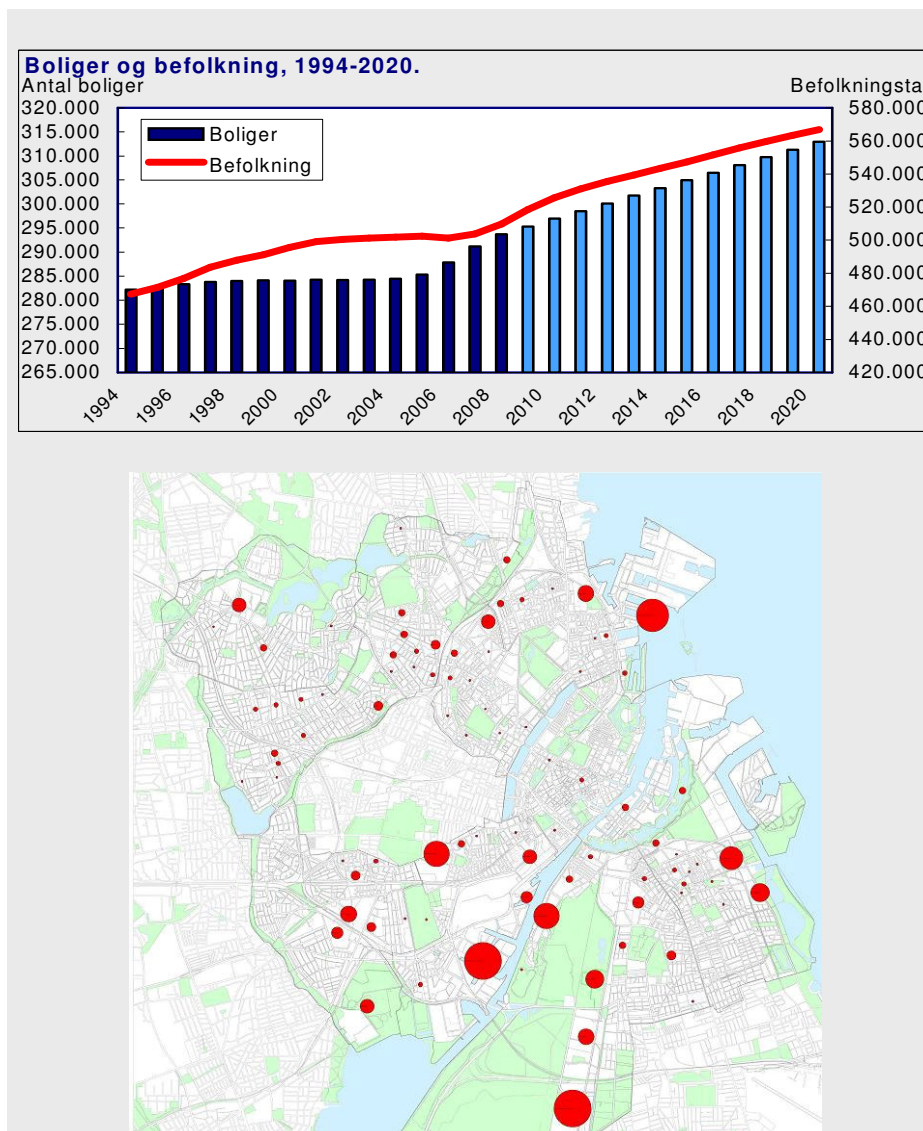 Boliger og befolkning, 1994-2020.
Antal boliger Befolkningsta
320.000 580.000
315.000 560.000
310.000 540.000
305.000 520.000
300.000 500.000
295.000 480.000
290.000 460.000
285.000 440.000
280.000 420.000
275.000
270.000
265.000
Boliger
Befolkning
1994 1996 1998 2000 2002 2004 2006 2008 2010 2012 2014 2016 2018 2020